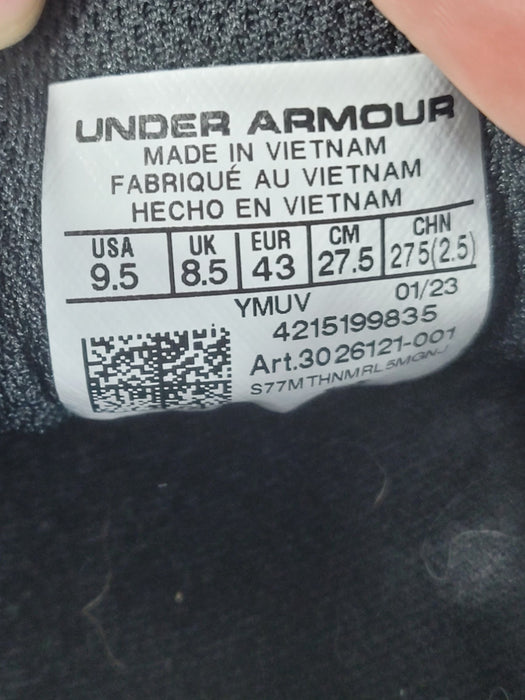 UNDER ARMOUR
MADE IN VIETNAM
FABRIQUÉ AU VIETNAM
HECHO EN VIETNAM
USA UK EUR CM CHN
9.5 8.5 43 27.5 275(2.5)
YMUV 01/23
4215199835
Art.3026121-001
S77MTHNMRL5MGNJ